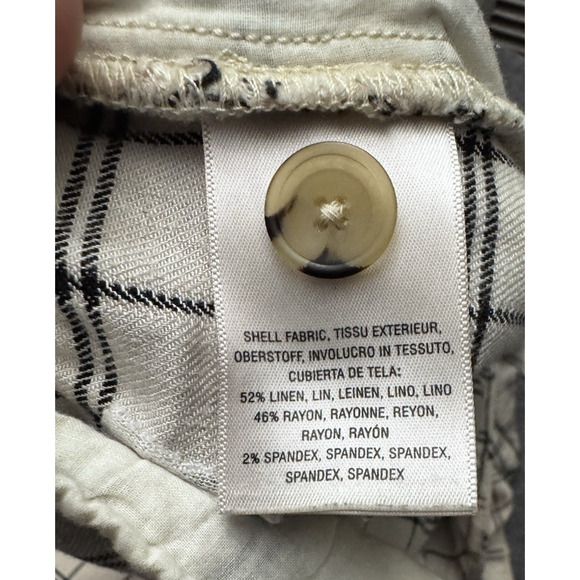 SHELL FABRIC, TISSU EXTERIEUR,
OBERSTOFF, INVOLUCRO IN TESSUTO,
CUBIERTA DE TELA:
52% LINEN, LIN, LEINEN, LINO, LINO
46% RAYON, RAYONNE, REYON,
RAYON, RAYÓN
2% SPANDEX, SPANDEX, SPANDEX,
SPANDEX, SPANDEX